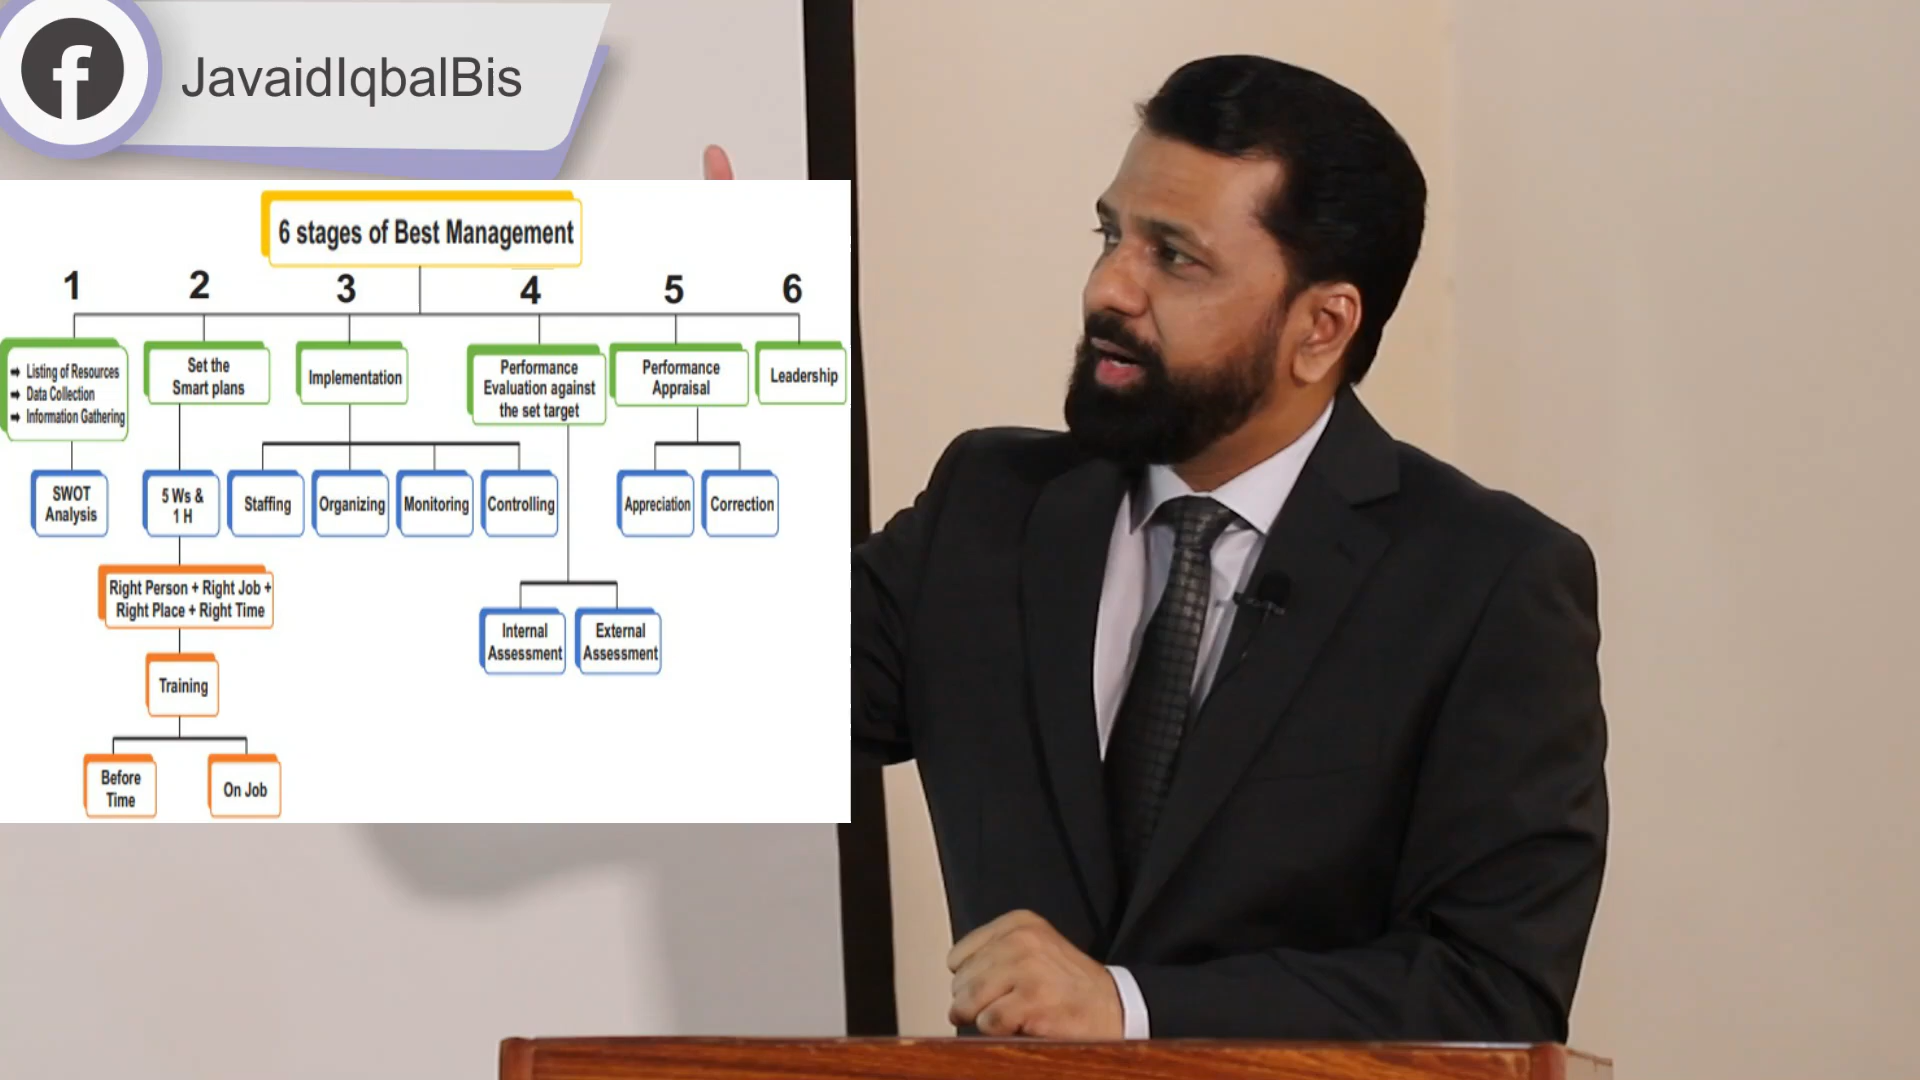 JavaidIqbalBis
6 stages of Best Management
1 2 3 4 5 6
➡ Listing of Resources
➡ Data Collection
➡ Information Gathering
Set the
Smart plans
Implementation
Performance
Evaluation against
the set target
Performance
Appraisal
Leadership
SWOT
Analysis
5 Ws &
1 H
Staffing
Organizing
Monitoring
Controlling
Appreciation
Correction
Right Person + Right Job +
Right Place + Right Time
Internal
Assessment
External
Assessment
Training
Before
Time
On Job